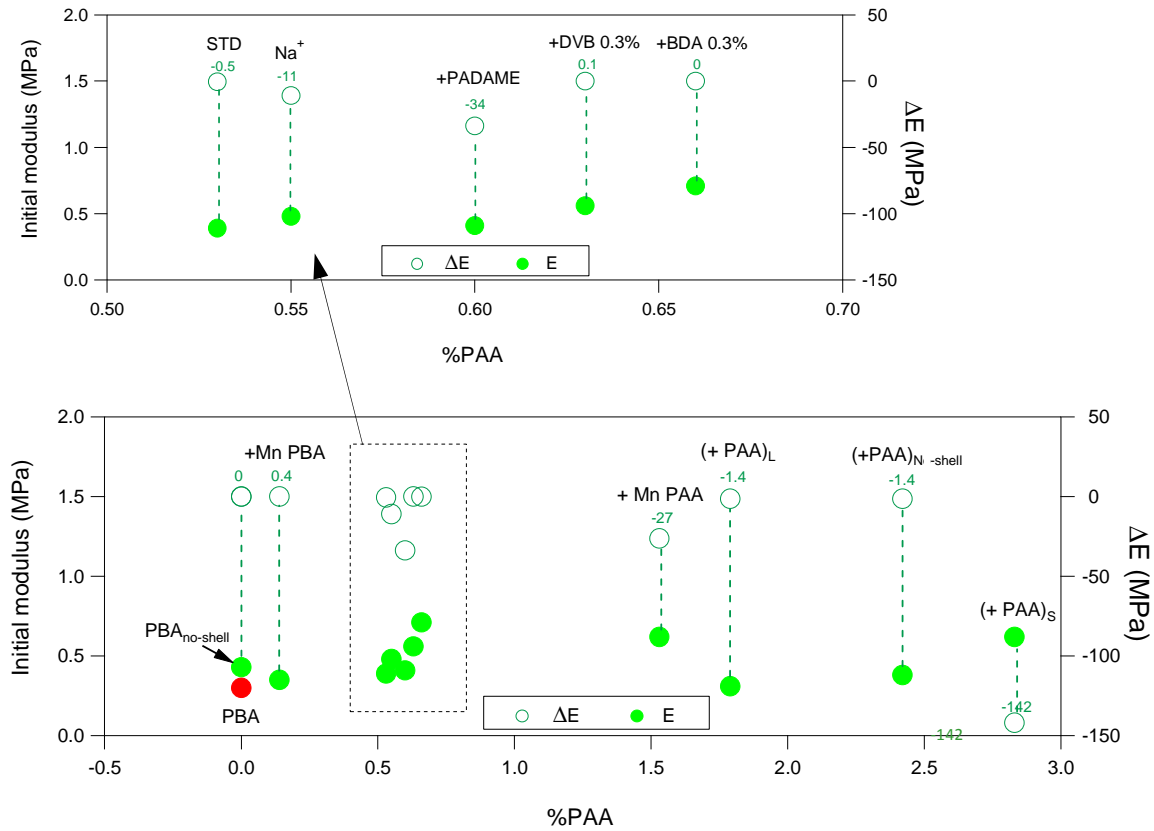 2.0
1.5
1.0
0.5
0.0
Initial modulus (MPa)
50
0
-50
-100
-150
ΔE (MPa)
STD
-0.5
Na+
-11
+PADAME
-34
+DVB 0.3%
0.1
+BDA 0.3%
0
ΔE E
0.50 0.55 0.60 0.65 0.70
%PAA
2.0
1.5
1.0
0.5
0.0
Initial modulus (MPa)
50
0
-50
-100
-150
ΔE (MPa)
0
+Mn PBA
0.4
+ Mn PAA
-27
(+ PAA)L
-1.4
(+PAA)No-shell
-1.4
(+ PAA)S
-142
-142
PBAno-shell
PBA
ΔE E
-0.5 0.0 0.5 1.0 1.5 2.0 2.5 3.0
%PAA